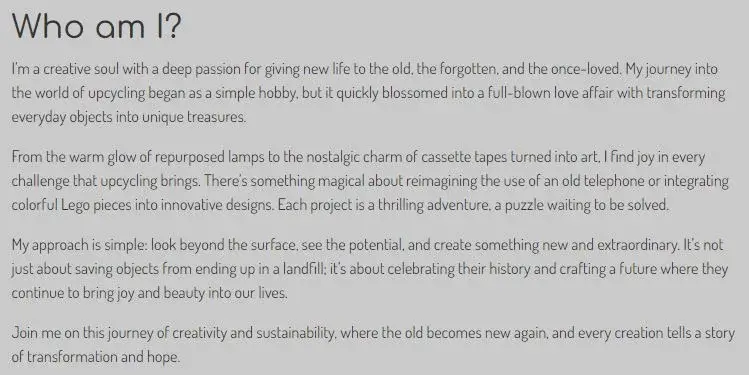 Who am I?
I'm a creative soul with a deep passion for giving new life to the old, the forgotten, and the once-loved. My journey into
the world of upcycling began as a simple hobby, but it quickly blossomed into a full-blown love affair with transforming
everyday objects into unique treasures.
From the warm glow of repurposed lamps to the nostalgic charm of cassette tapes turned into art, I find joy in every
challenge that upcycling brings. There's something magical about reimagining the use of an old telephone or integrating
colorful Lego pieces into innovative designs. Each project is a thrilling adventure, a puzzle waiting to be solved.
My approach is simple: look beyond the surface, see the potential, and create something new and extraordinary. It's not
just about saving objects from ending up in a landfill; it's about celebrating their history and crafting a future where they
continue to bring joy and beauty into our lives.
Join me on this journey of creativity and sustainability, where the old becomes new again, and every creation tells a story
of transformation and hope.